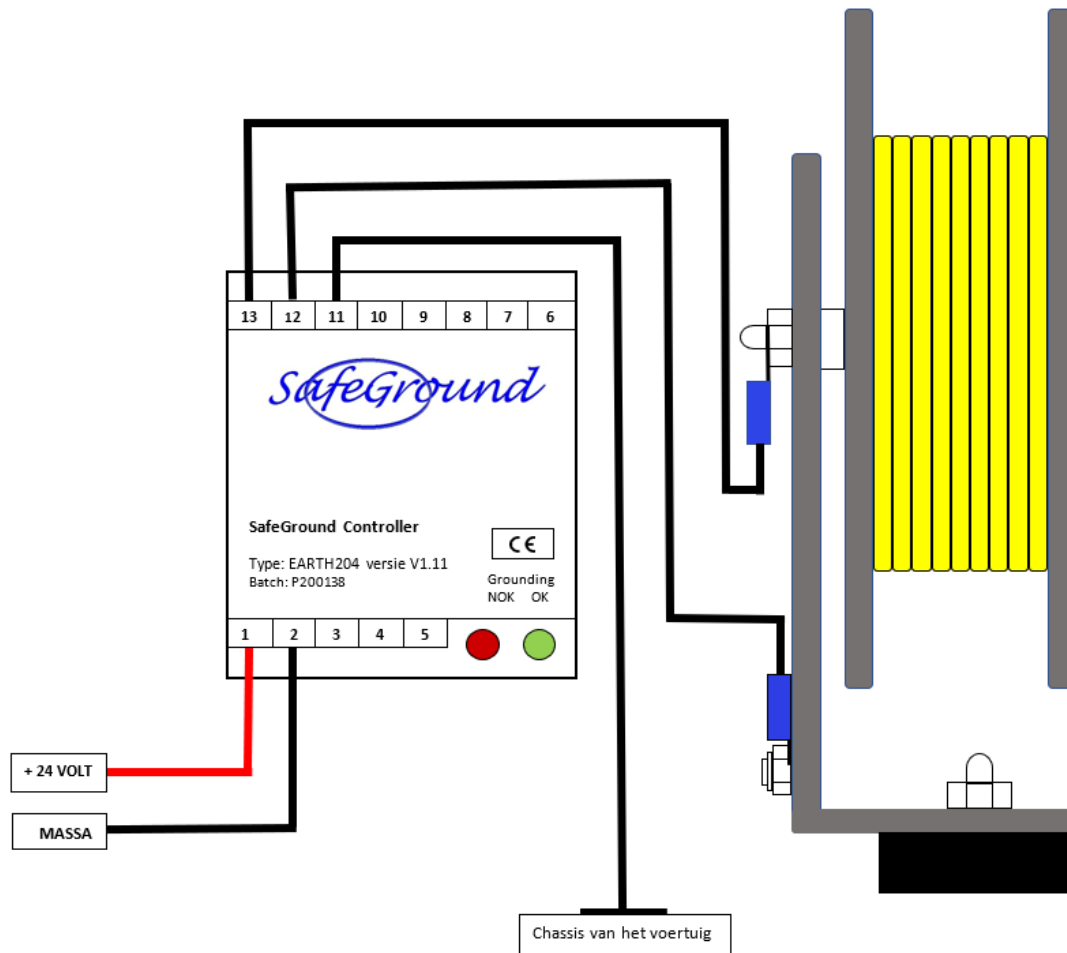 13 12 11 10 9 8 7 6
SafeGround
SafeGround Controller
Type: EARTH204 versie V1.11
Batch: P200138
CE
Grounding
NOK OK
1 2 3 4 5
+ 24 VOLT
MASSA
Chassis van het voertuig